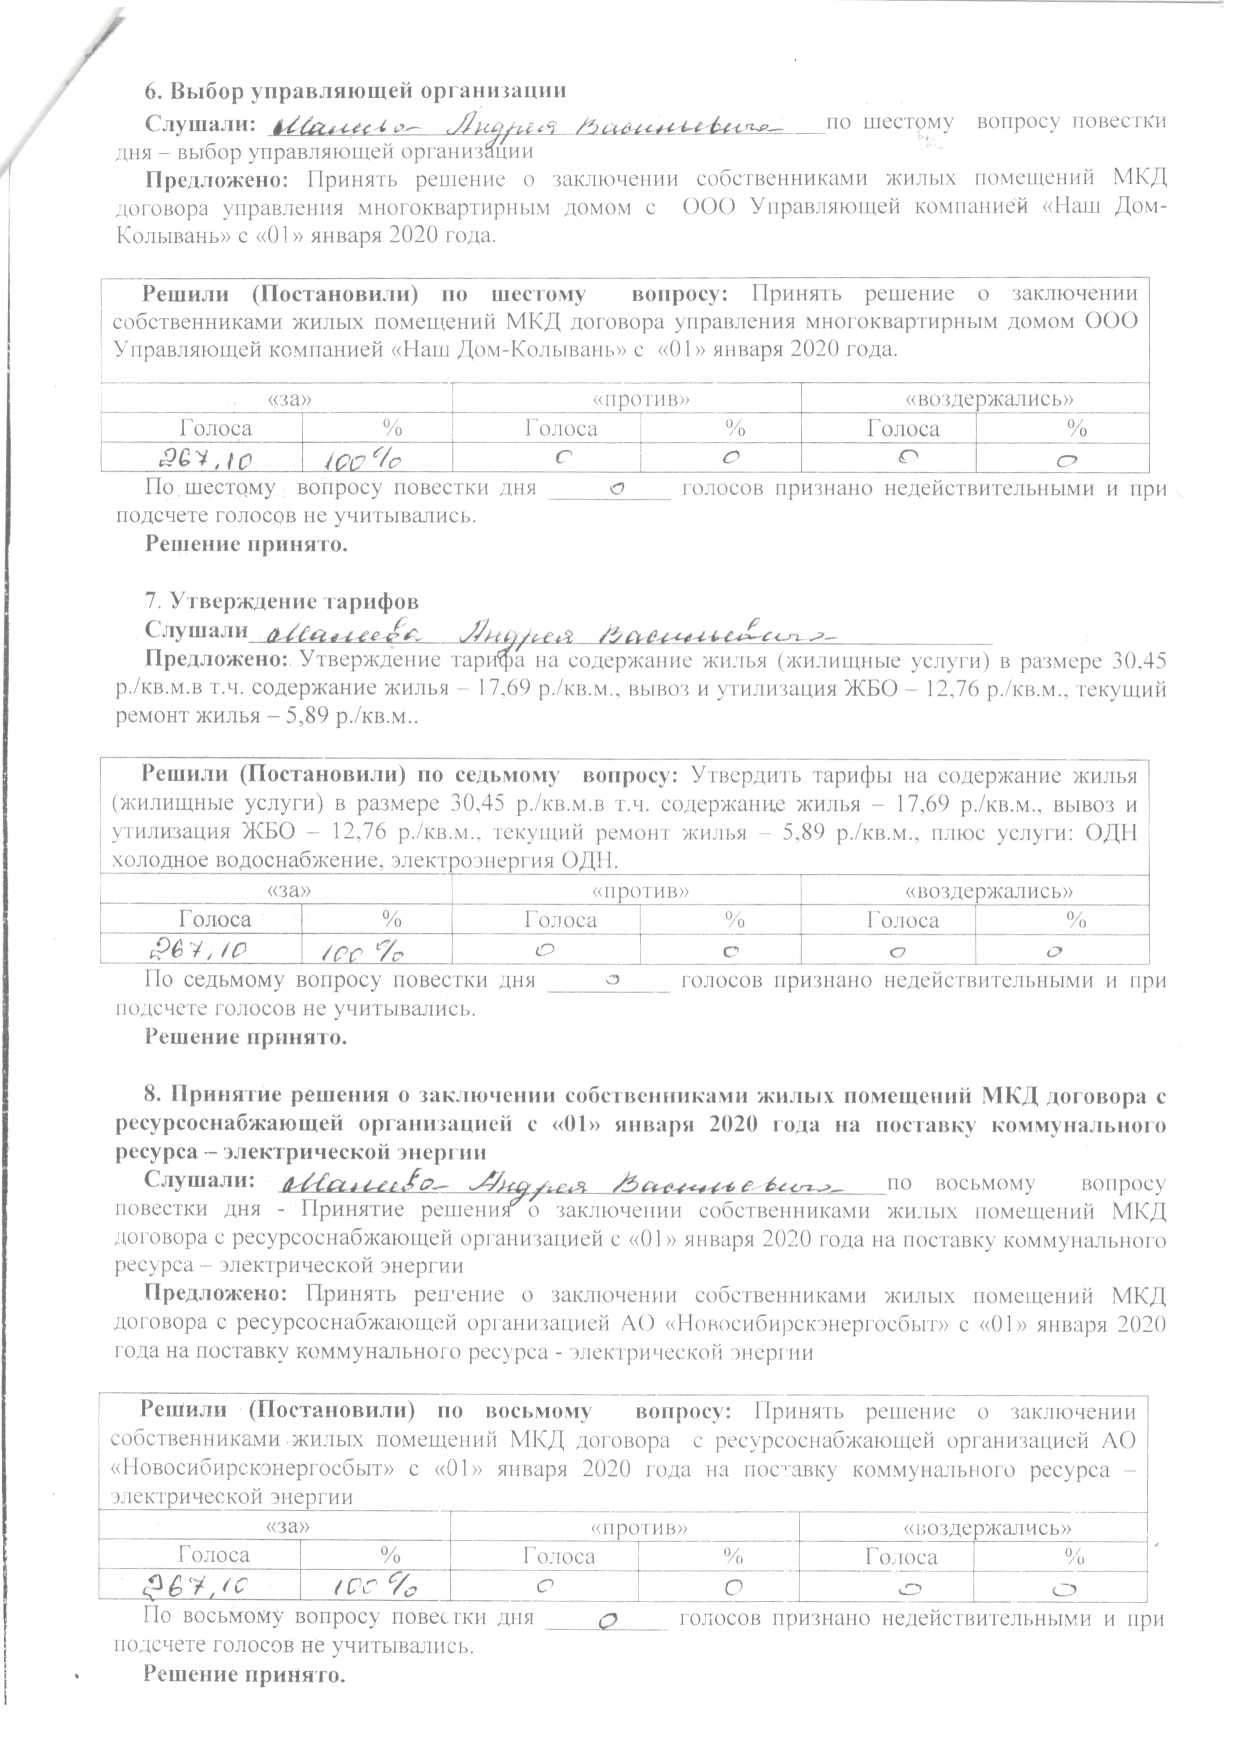 6. Выбор управляющей организации
Слушали: Малеева Андрея Васильевича по шестому вопросу повестки
дня – выбор управляющей организации
Предложено: Принять решение о заключении собственниками жилых помещений МКД
договора управления многоквартирным домом с ООО Управляющей компанией «Наш Дом-
Колывань» с «01» января 2020 года.
Решили (Постановили) по шестому вопросу: Принять решение о заключении
собственниками жилых помещений МКД договора управления многоквартирным домом ООО
Управляющей компанией «Наш Дом-Колывань» с «01» января 2020 года.
«за» «против» «воздержались»
Голоса % Голоса % Голоса %
267,10 100% 0 0 0 0
По шестому вопросу повестки дня 0 голосов признано недействительными и при
подсчете голосов не учитывались.
Решение принято.
7. Утверждение тарифов
Слушали Малеева Андрея Васильевича
Предложено: Утверждение тарифа на содержание жилья (жилищные услуги) в размере 30,45
р./кв.м.в т.ч. содержание жилья – 17,69 р./кв.м., вывоз и утилизация ЖБО – 12,76 р./кв.м., текущий
ремонт жилья – 5,89 р./кв.м..
Решили (Постановили) по седьмому вопросу: Утвердить тарифы на содержание жилья
(жилищные услуги) в размере 30,45 р./кв.м.в т.ч. содержание жилья – 17,69 р./кв.м., вывоз и
утилизация ЖБО – 12,76 р./кв.м., текущий ремонт жилья – 5,89 р./кв.м., плюс услуги: ОДН
холодное водоснабжение, электроэнергия ОДН.
«за» «против» «воздержались»
Голоса % Голоса % Голоса %
267,10 100% 0 0 0 0
По седьмому вопросу повестки дня 0 голосов признано недействительными и при
подсчете голосов не учитывались.
Решение принято.
8. Принятие решения о заключении собственниками жилых помещений МКД договора с
ресурсоснабжающей организацией с «01» января 2020 года на поставку коммунального
ресурса – электрической энергии
Слушали: Малеева Андрея Васильевича по восьмому вопросу
повестки дня - Принятие решения о заключении собственниками жилых помещений МКД
договора с ресурсоснабжающей организацией с «01» января 2020 года на поставку коммунального
ресурса – электрической энергии
Предложено: Принять решение о заключении собственниками жилых помещений МКД
договора с ресурсоснабжающей организацией АО «Новосибирскэнергосбыт» с «01» января 2020
года на поставку коммунального ресурса - электрической энергии
Решили (Постановили) по восьмому вопросу: Принять решение о заключении
собственниками жилых помещений МКД договора с ресурсоснабжающей организацией АО
«Новосибирскэнергосбыт» с «01» января 2020 года на поставку коммунального ресурса –
электрической энергии
«за» «против» «воздержались»
Голоса % Голоса % Голоса %
267,10 100% 0 0 0 0
По восьмому вопросу повестки дня 0 голосов признано недействительными и при
подсчете голосов не учитывались.
Решение принято.